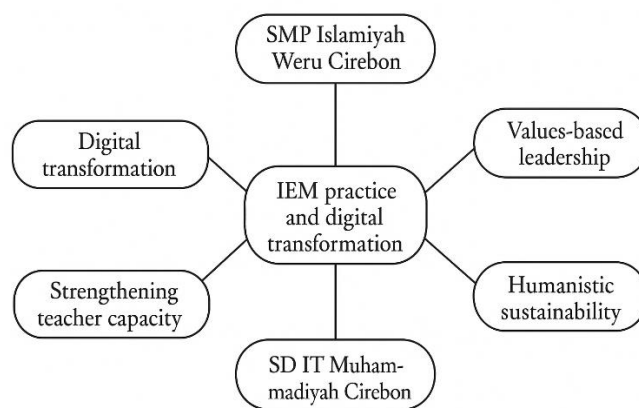 SMP Islamiyah
Weru Cirebon
Digital
transformation
Values-based
leadership
IEM practice
and digital
transformation
Strengthening
teacher capacity
Humanistic
sustainability
SD IT Muham-
madiyah Cirebon